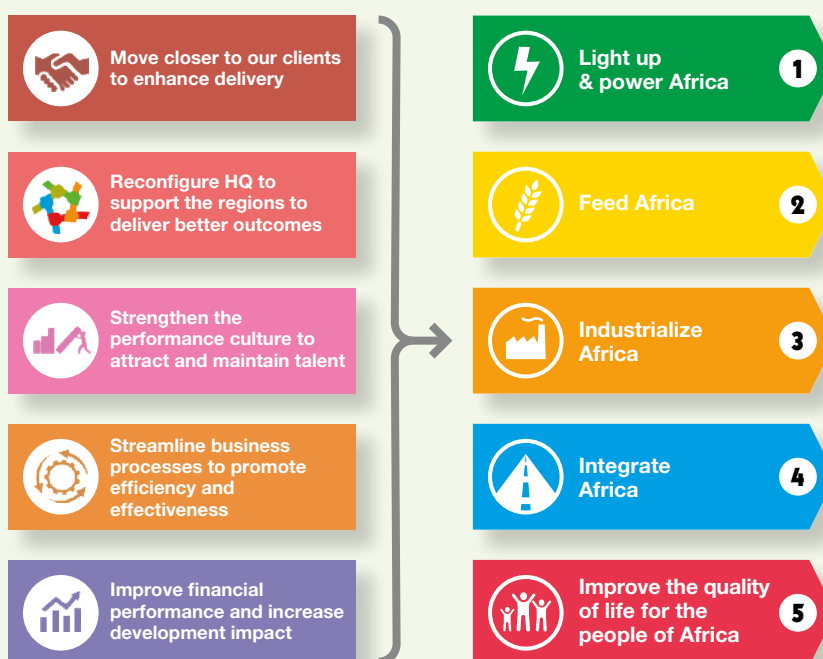 Move closer to our clients
to enhance delivery
Reconfigure HQ to
support the regions to
deliver better outcomes
Strengthen the
performance culture to
attract and maintain talent
Streamline business
processes to promote
efficiency and
effectiveness
Improve financial
performance and increase
development impact
Light up
& power Africa
1
Feed Africa
2
Industrialize
Africa
3
Integrate
Africa
4
Improve the quality
of life for the
people of Africa
5